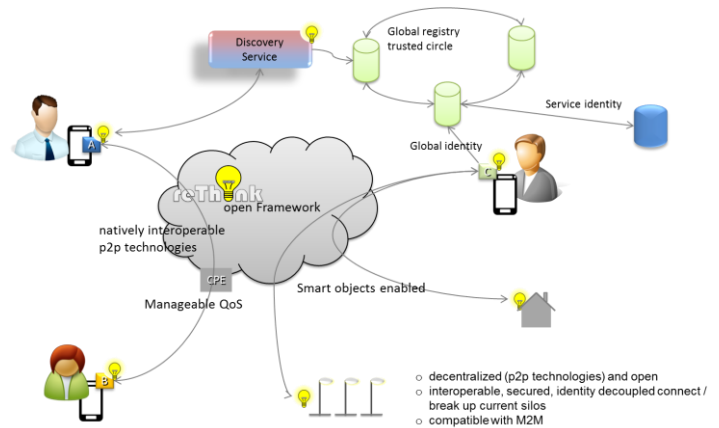 Discovery
Service
Global registry
trusted circle
Service identity
Global identity
A
C
reThink
open Framework
natively interoperable
p2p technologies
CPE
Manageable QoS
Smart objects enabled
B
o decentralized (p2p technologies) and open
o interoperable, secured, identity decoupled connect /
break up current silos
o compatible with M2M